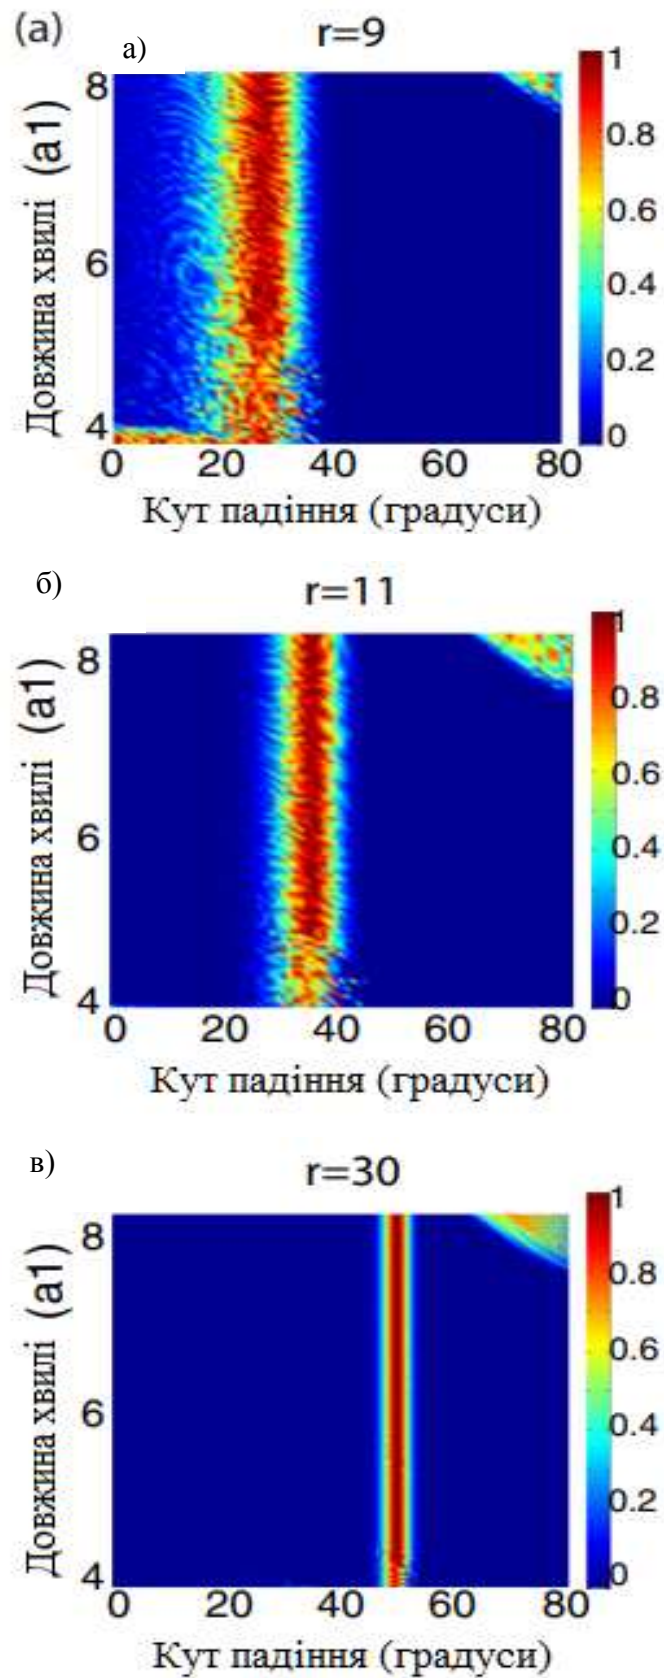 (a)
а)
r=9
Довжина хвилі (a1)
8
6
4
0 20 40 60 80
1
0.8
0.6
0.4
0.2
0
Кут падіння (градуси)
б)
r=11
Довжина хвилі (a1)
8
6
4
0 20 40 60 80
1
0.8
0.6
0.4
0.2
0
Кут падіння (градуси)
в)
r=30
Довжина хвилі (a1)
8
6
4
0 20 40 60 80
1
0.8
0.6
0.4
0.2
0
Кут падіння (градуси)